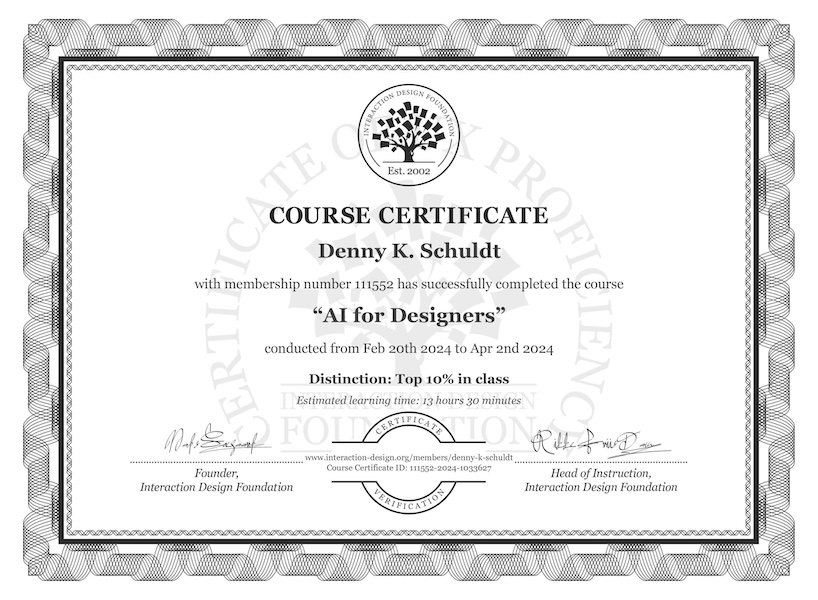 INTERACTION DESIGN FOUNDATION
Est. 2002
CERTIFICATE OF UX PROFICIENCY
COURSE CERTIFICATE
Denny K. Schuldt
with membership number 111552 has successfully completed the course
“AI for Designers”
conducted from Feb 20th 2024 to Apr 2nd 2024
Distinction: Top 10% in class
INTERACTION DESIGN
FOUNDATION
Estimated learning time: 13 hours 30 minutes
CERTIFICATE
www.interaction-design.org/members/denny-k-schuldt
Course Certificate ID: 111552-2024-1033627
VERIFICATION
Founder,
Interaction Design Foundation
Head of Instruction,
Interaction Design Foundation